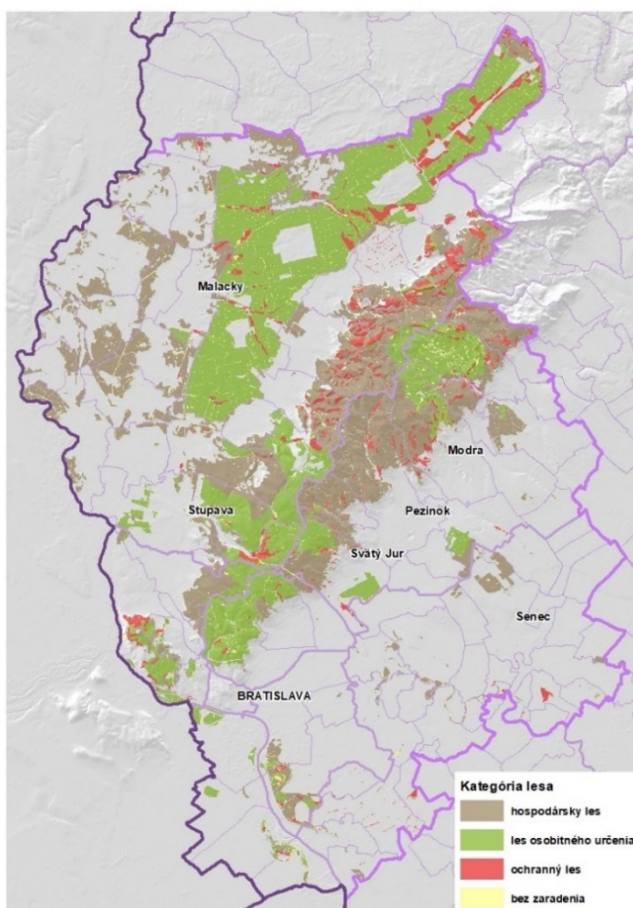 Malacky
Modra
Stupava
Pezinok
Svätý Jur
Senec
BRATISLAVA
Kategória lesa
hospodársky les
les osobitného určenia
ochranný les
bez zaradenia